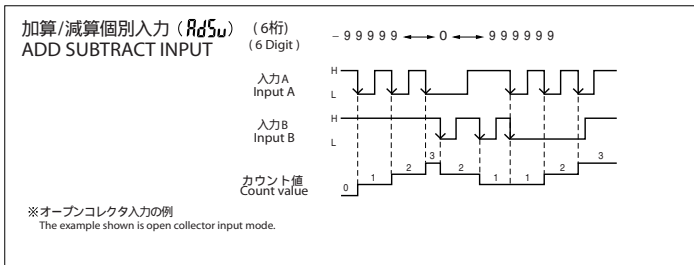 加算/減算個別入力（AdSu） (6桁)
ADD SUBTRACT INPUT (6 Digit)
-99999 0 999999
入力A
Input A
H
L
入力B
Input B
H
L
カウント値
Count value
0 1 2 3 2 1 1 2 3
※オープンコレクタ入力の例
The example shown is open collector input mode.